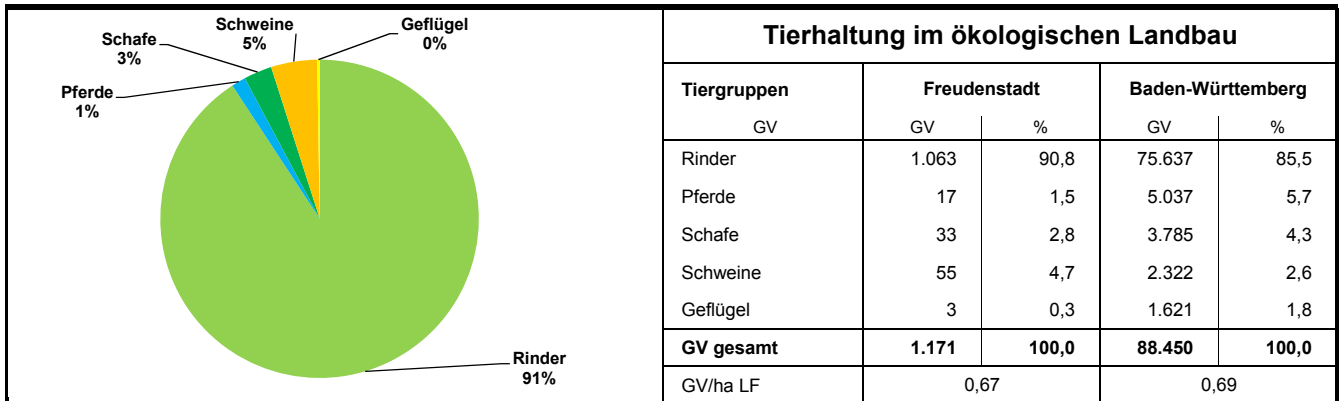 Schweine
5%
Geflügel
0%
Schafe
3%
Pferde
1%
Rinder
91%
Tierhaltung im ökologischen Landbau
Tiergruppen Freudenstadt Baden-Württemberg
GV GV % GV %
Rinder 1.063 90,8 75.637 85,5
Pferde 17 1,5 5.037 5,7
Schafe 33 2,8 3.785 4,3
Schweine 55 4,7 2.322 2,6
Geflügel 3 0,3 1.621 1,8
GV gesamt 1.171 100,0 88.450 100,0
GV/ha LF 0,67 0,69